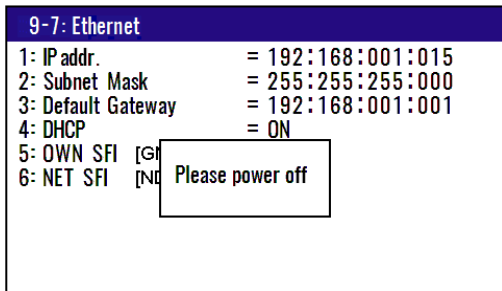 9-7: Ethernet
1: IP addr. = 192:168:001:015
2: Subnet Mask = 255:255:255:000
3: Default Gateway = 192:168:001:001
4: DHCP = ON
5: OWN SFI
6: NET SFI
Please power off